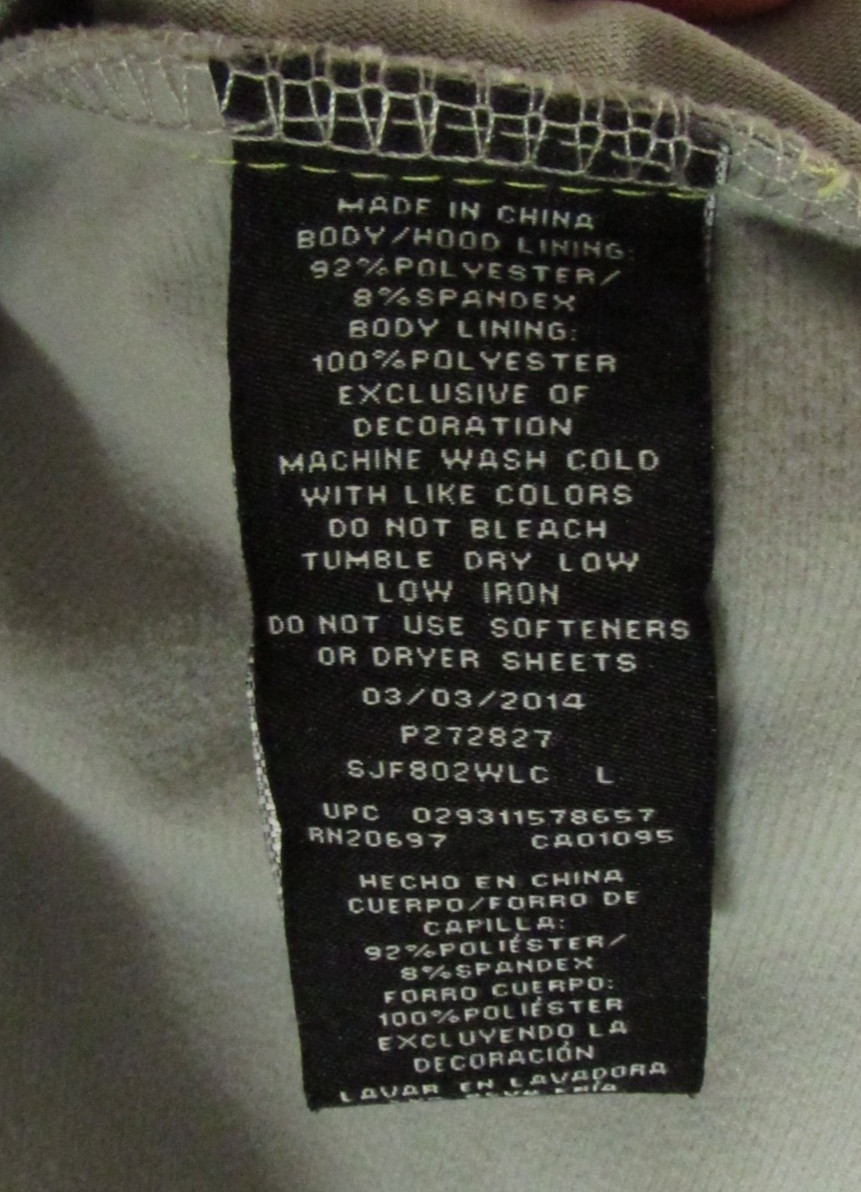 MADE IN CHINA
BODY/HOOD LINING:
92%POLYESTER/
8%SPANDEX
BODY LINING:
100%POLYESTER
EXCLUSIVE OF
DECORATION
MACHINE WASH COLD
WITH LIKE COLORS
DO NOT BLEACH
TUMBLE DRY LOW
LOW IRON
DO NOT USE SOFTENERS
OR DRYER SHEETS
03/03/2014
P272827
SJF802WLC L
UPC 029311578657
RN20697 CA01095
HECHO EN CHINA
CUERPO/FORRO DE
CAPILLA:
92%POLIÉSTER/
8%SPANDEX
FORRO CUERPO:
100%POLIÉSTER
EXCLUYENDO LA
DECORACIÓN
LAVAR EN LAVADORA